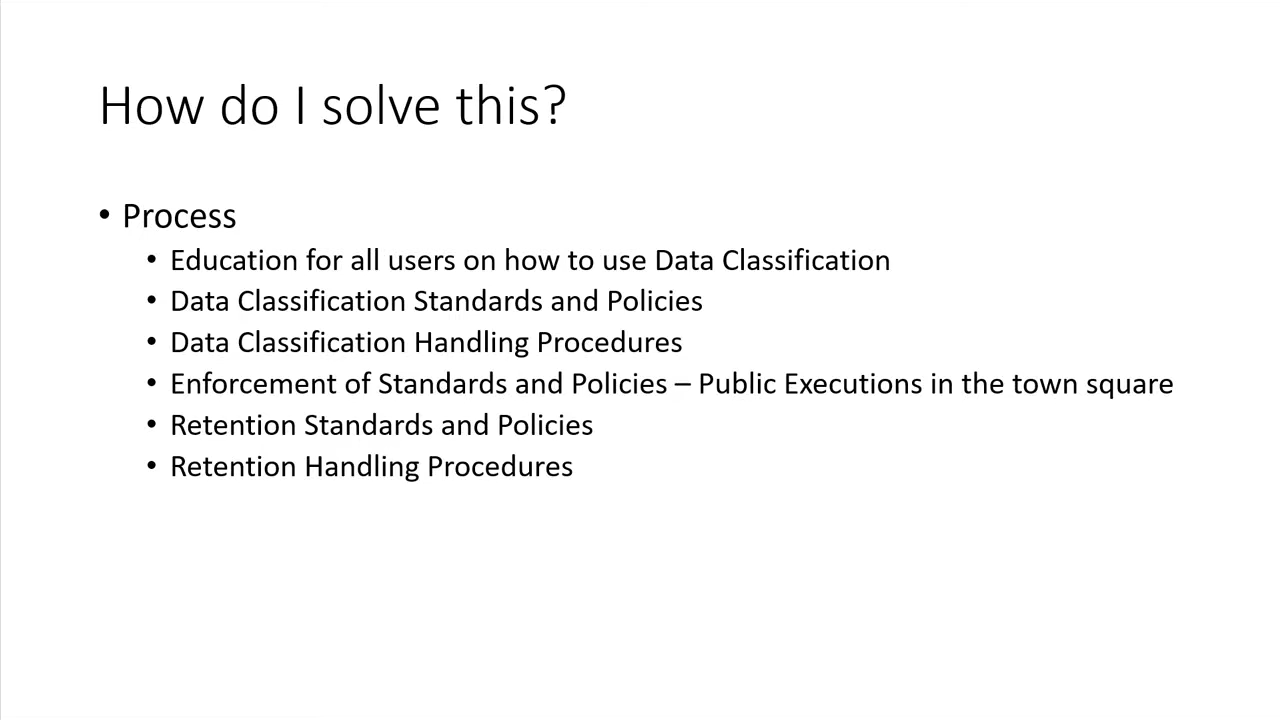 How do I solve this?
• Process
• Education for all users on how to use Data Classification
• Data Classification Standards and Policies
• Data Classification Handling Procedures
• Enforcement of Standards and Policies – Public Executions in the town square
• Retention Standards and Policies
• Retention Handling Procedures